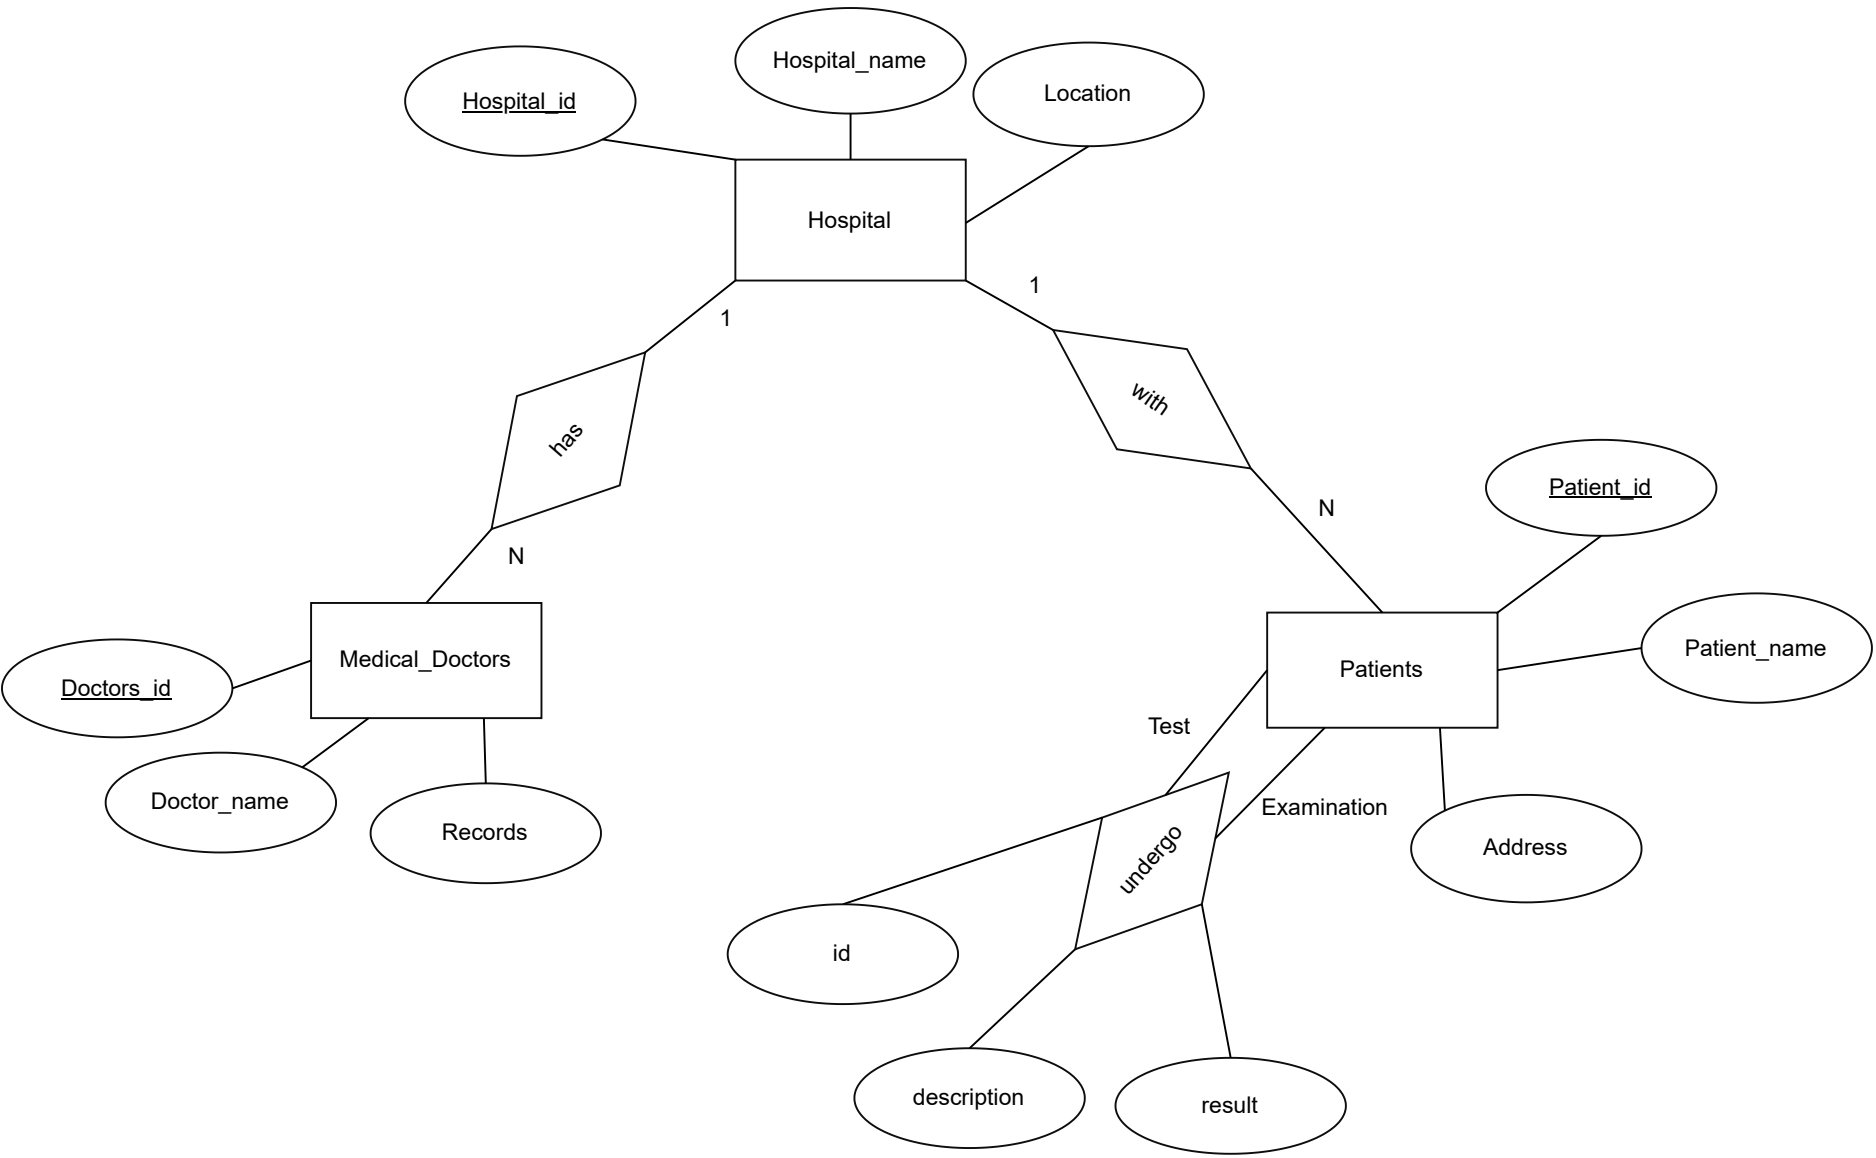 Hospital_name
Location
Hospital_id
Hospital
1
1
with
has
N
N
Patient_id
Medical_Doctors
Patients
Patient_name
Doctors_id
Test
Doctor_name
Records
Examination
Address
undergo
id
description
result